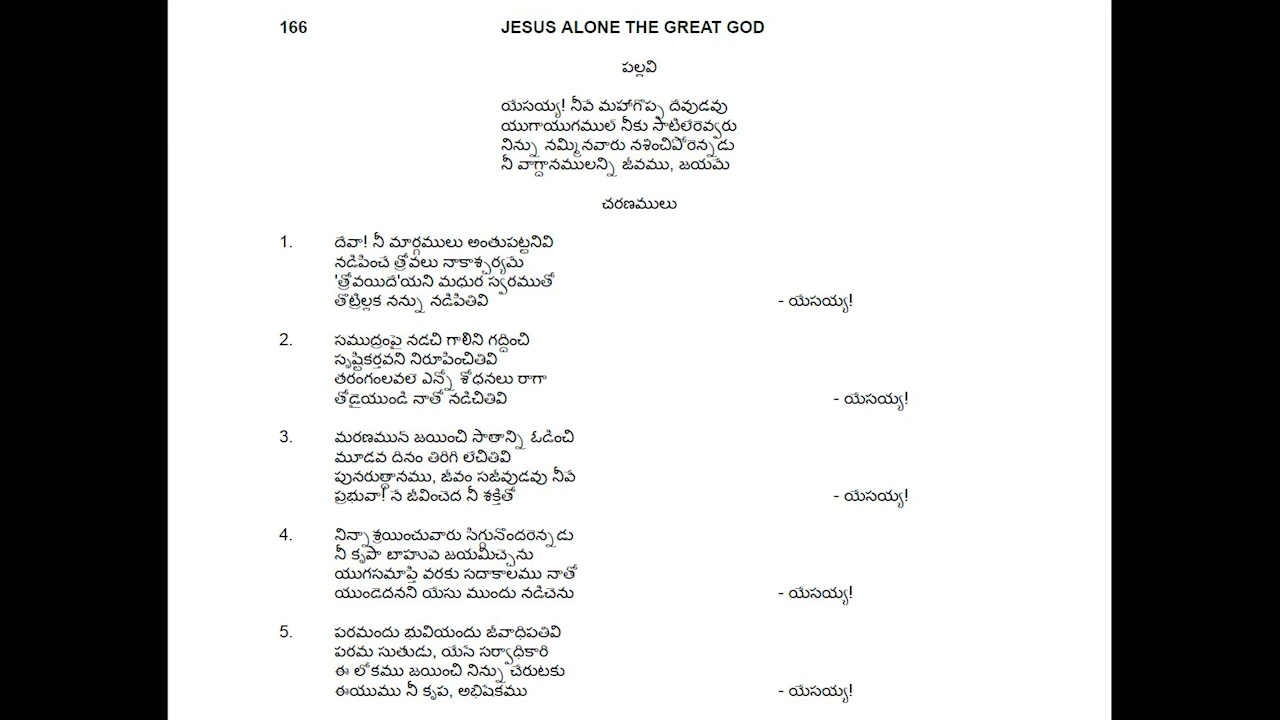 166 JESUS ALONE THE GREAT GOD
పల్లవి
యేసయ్య! నీవే మహాగొప్ప దేవుడవు
యుగాయుగముల్ నీకు సాటిలేరెవ్వరు
నిన్ను నమ్మినవారు నశించిపోరెన్నడు
నీ వాగ్దానములన్ని జీవము, జయమే
చరణములు
1. దేవా! నీ మార్గములు అంతుపట్టనివి
నడిపించే త్రోవలు నాకాశ్చర్యమే
'త్రోవయిదే'యని మధుర స్వరముతో
తొట్రిల్లక నన్ను నడిపితివి - యేసయ్య!
2. సముద్రంపై నడచి గాలిని గద్దించి
సృష్టికర్తవని నిరూపించితివి
తరంగంలవలె ఎన్నో శోధనలు రాగా
తోడైయుండి నాతో నడిచితివి - యేసయ్య!
3. మరణమున్ జయించి సాతాన్ని ఓడించి
మూడవ దినం తిరిగి లేచితివి
పునరుత్థానము, జీవం సజీవుడవు నీవే
ప్రభువా! నే జీవించెద నీ శక్తితో - యేసయ్య!
4. నిన్నాశ్రయించువారు సిగ్గునొందరెన్నడు
నీ కృపా బాహువె జయమిచ్చెను
యుగసమాప్తి వరకు సదాకాలము నాతో
యుండెదనని యేసు ముందు నడిచెను - యేసయ్య!
5. పరమందు భువియందు జీవాధిపతివి
పరమ సుతుడు, యేసే సర్వాధికారి
ఈ లోకము జయించి నిన్ను చేరుటకు
ఈయుము నీ కృప, అభిషేకము - యేసయ్య!